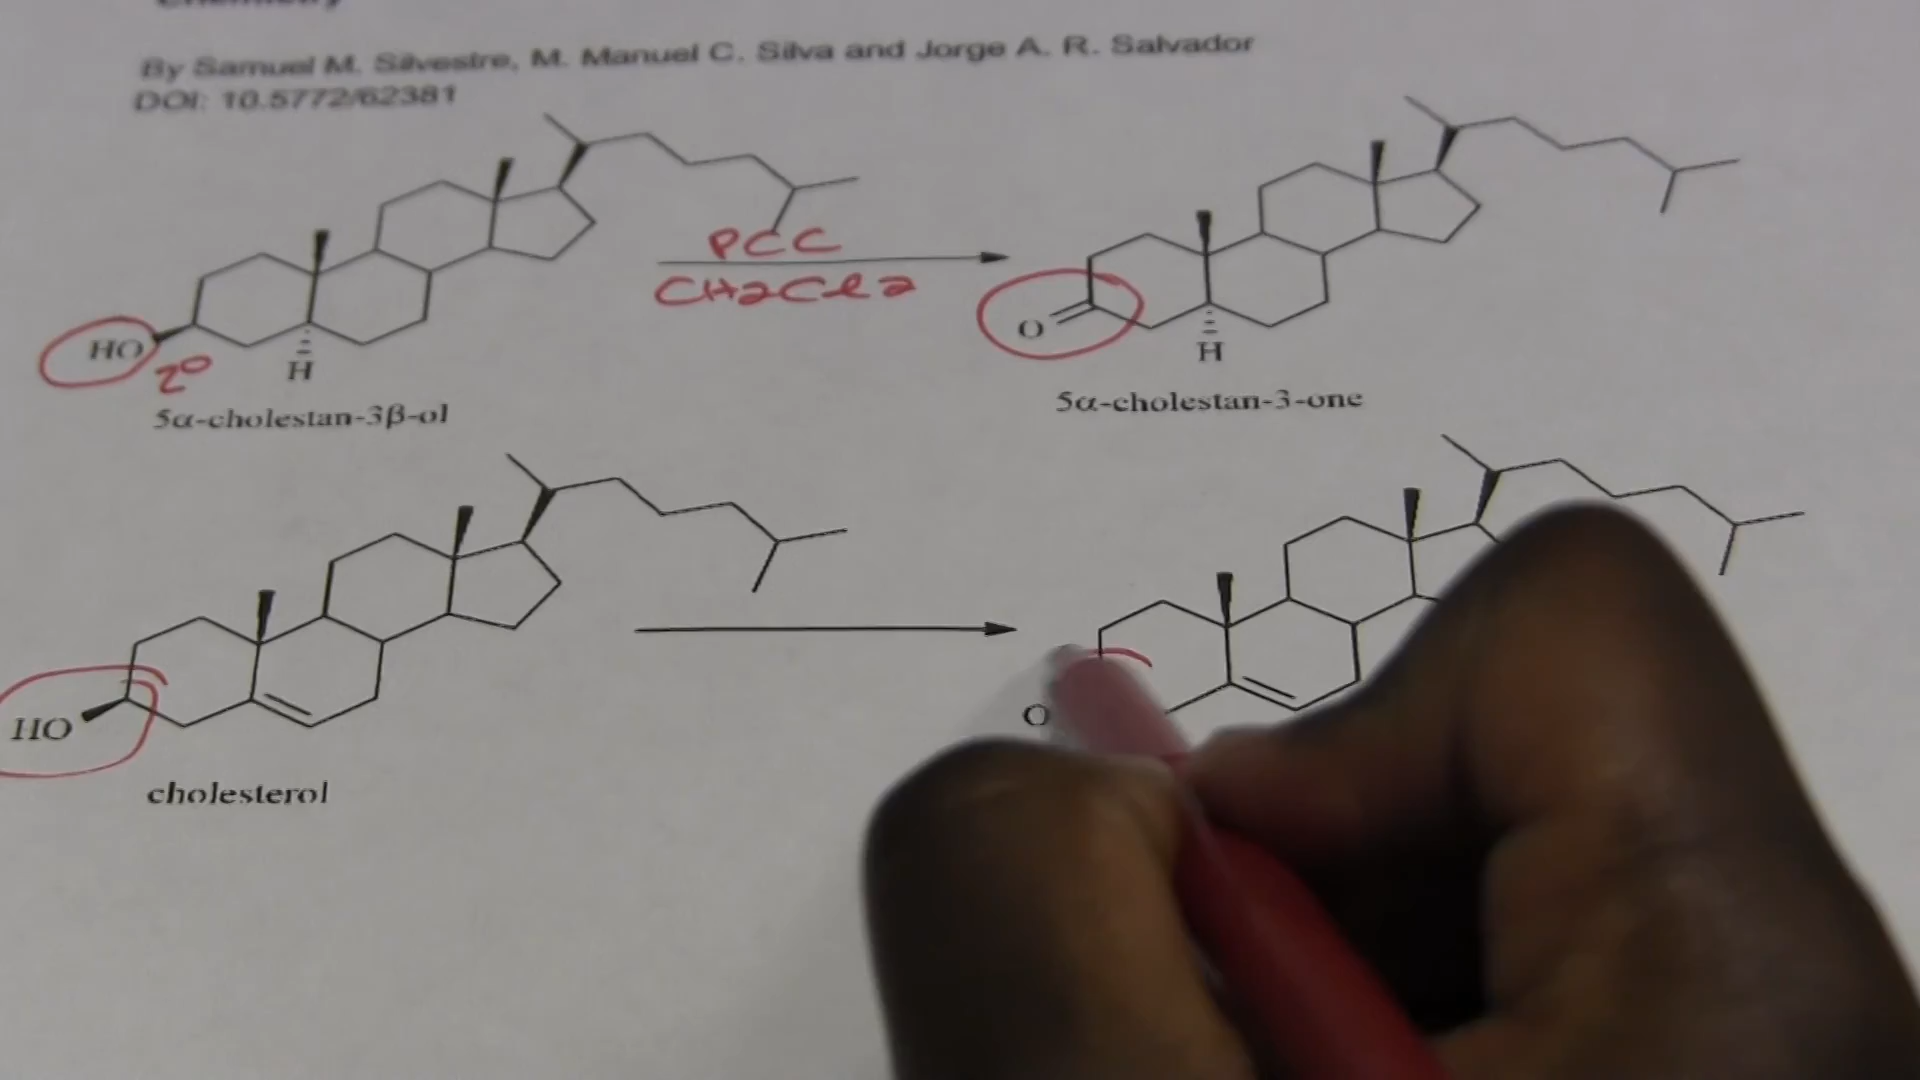 Chemistry
By Samuel M. Silvestre, M. Manuel C. Silva and Jorge A. R. Salvador
DOI: 10.5772/62381
PCC
CH2Cl2
HO
2°
H
O
H
5α-cholestan-3β-ol
5α-cholestan-3-one
HO
O
cholesterol